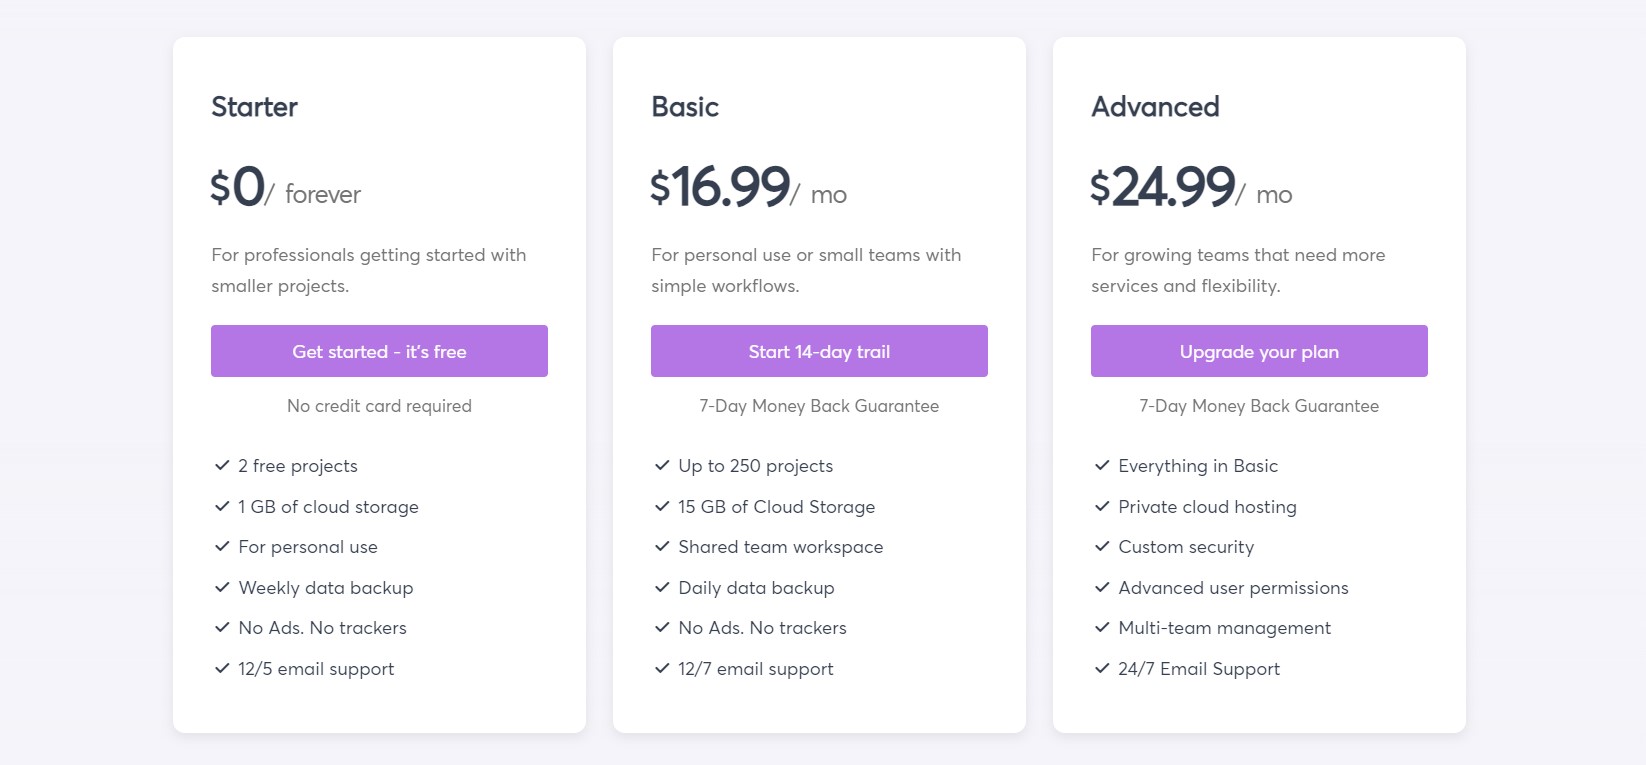 Starter
$0/ forever
For professionals getting started with
smaller projects.
Get started - it's free
No credit card required
2 free projects
1 GB of cloud storage
For personal use
Weekly data backup
No Ads. No trackers
12/5 email support
Basic
$16.99/ mo
For personal use or small teams with
simple workflows.
Start 14-day trail
7-Day Money Back Guarantee
Up to 250 projects
15 GB of Cloud Storage
Shared team workspace
Daily data backup
No Ads. No trackers
12/7 email support
Advanced
$24.99/ mo
For growing teams that need more
services and flexibility.
Upgrade your plan
7-Day Money Back Guarantee
Everything in Basic
Private cloud hosting
Custom security
Advanced user permissions
Multi-team management
24/7 Email Support